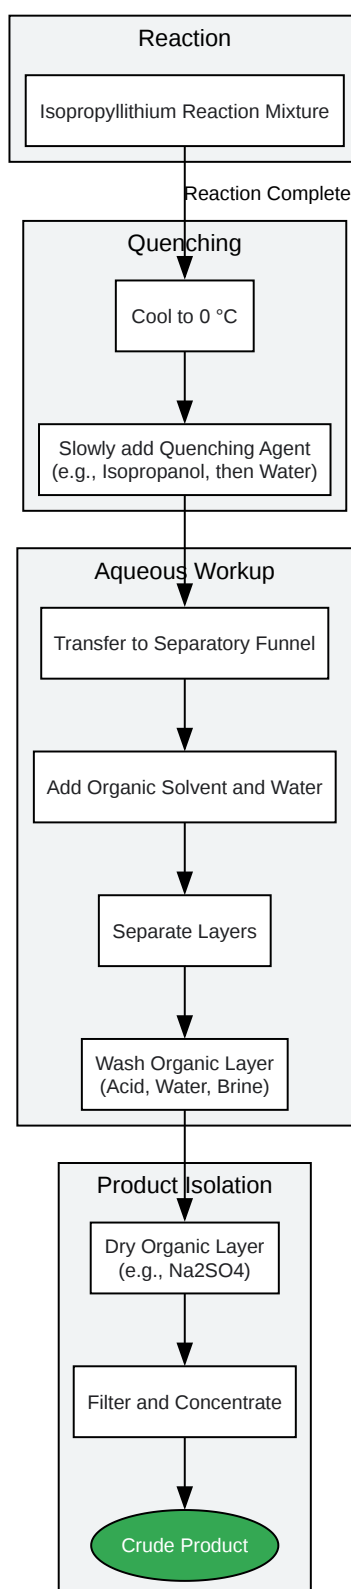 Reaction
Isopropyllithium Reaction Mixture
Reaction Complete
Quenching
Cool to 0 °C
Slowly add Quenching Agent
(e.g., Isopropanol, then Water)
Aqueous Workup
Transfer to Separatory Funnel
Add Organic Solvent and Water
Separate Layers
Wash Organic Layer
(Acid, Water, Brine)
Product Isolation
Dry Organic Layer
(e.g., Na2SO4)
Filter and Concentrate
Crude Product